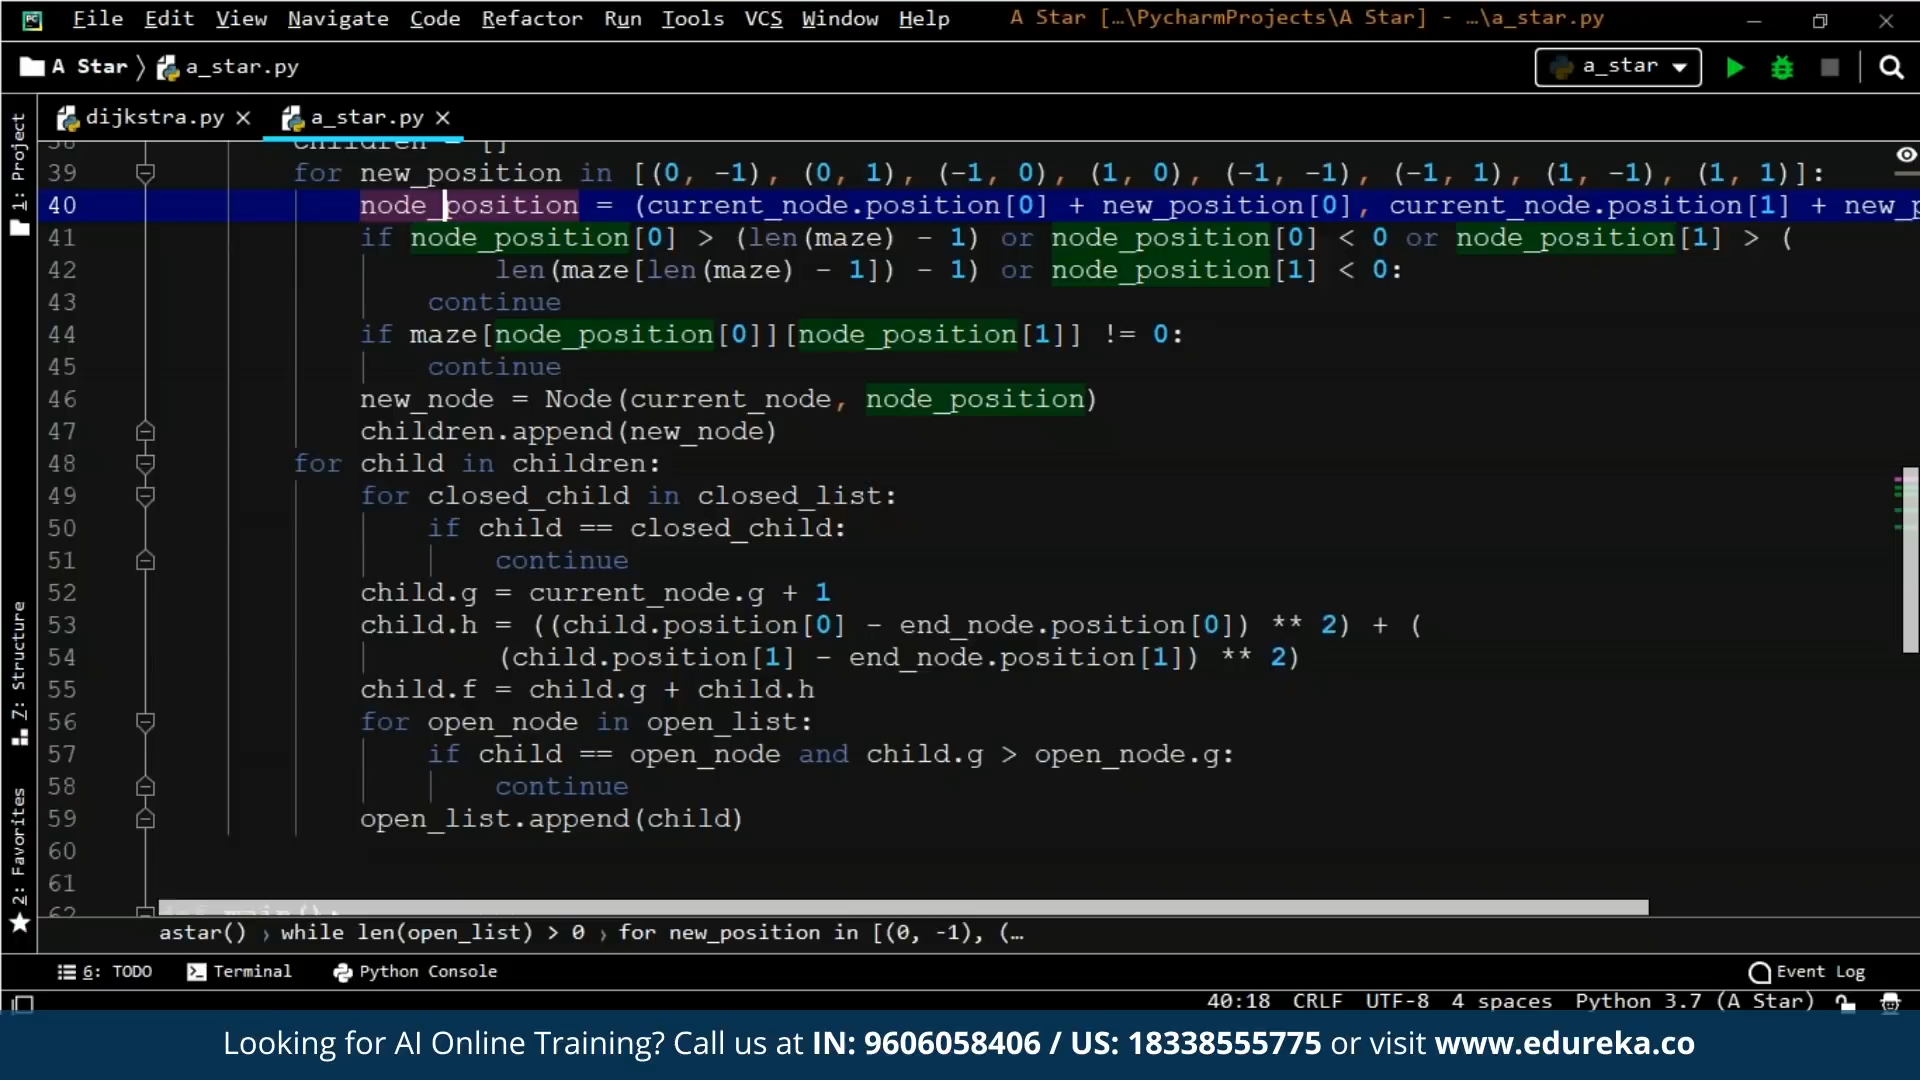 File Edit View Navigate Code Refactor Run Tools VCS Window Help A Star [...\PycharmProjects\A Star] - ...\a_star.py
A Star a_star.py a_star
dijkstra.py a_star.py
1: Project
7: Structure
2: Favorites
38 children = []
39 for new_position in [(0, -1), (0, 1), (-1, 0), (1, 0), (-1, -1), (-1, 1), (1, -1), (1, 1)]:
40 node_position = (current_node.position[0] + new_position[0], current_node.position[1] + new_p
41 if node_position[0] > (len(maze) - 1) or node_position[0] < 0 or node_position[1] > (
42 len(maze[len(maze) - 1]) - 1) or node_position[1] < 0:
43 continue
44 if maze[node_position[0]][node_position[1]] != 0:
45 continue
46 new_node = Node(current_node, node_position)
47 children.append(new_node)
48 for child in children:
49 for closed_child in closed_list:
50 if child == closed_child:
51 continue
52 child.g = current_node.g + 1
53 child.h = ((child.position[0] - end_node.position[0]) ** 2) + (
54 (child.position[1] - end_node.position[1]) ** 2)
55 child.f = child.g + child.h
56 for open_node in open_list:
57 if child == open_node and child.g > open_node.g:
58 continue
59 open_list.append(child)
60
61
62 def main():
astar() › while len(open_list) > 0 › for new_position in [(0, -1), (...
6: TODO Terminal Python Console Event Log
40:18 CRLF UTF-8 4 spaces Python 3.7 (A Star)
Looking for AI Online Training? Call us at IN: 9606058406 / US: 18338555775 or visit www.edureka.co